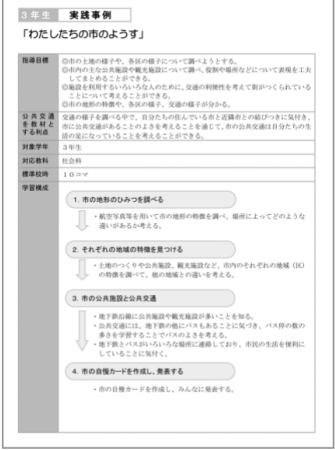 3年生 実践事例
「わたしたちの市のようす」
指導目標
◎市の土地の様子や、各区の様子について調べようとする。
◎市内の主な公共施設や観光施設について調べ、役割や場所などについて表現を工夫
してまとめることができる。
◎施設を利用するいろいろな人のために、交通の利便性を考えて街がつくられている
ことについて考えることができる。
◎市の地形の特徴や、各区の様子、交通の様子が分かる。
公共交通
を教材と
する利点
交通の様子を調べる中で、自分たちの住んでいる市と近隣市との結びつきに気付き、
市に公共交通があることのよさを考えることを通じて、市の公共交通は自分たちの生
活の足になっていることを考えることができる。
対象学年 3年生
対応教科 社会科
標準校時 10コマ
学習構成
1. 市の地形のひみつを調べる
・航空写真等を用いて市の地形の特徴を調べ、場所によってどのような
違いがあるか考える。
2. それぞれの地域の特徴を見つける
・土地のつくりや公共施設、観光施設など、市内のそれぞれの地域(区)
の特徴を調べて、他の地域との違いを考える。
3. 市の公共施設と公共交通
・地下鉄沿線に公共施設や観光施設が多いことを知る。
・公共交通には、地下鉄の他にバスもあることに気づき、バス停の数の
多さを学習することでバスのよさを考える。
・地下鉄とバスがいろいろな場所に連絡しており、市民の生活を便利に
していることに気付く。
4. 市の自慢カードを作成し、発表する
・市の自慢カードを作成し、みんなに発表する。